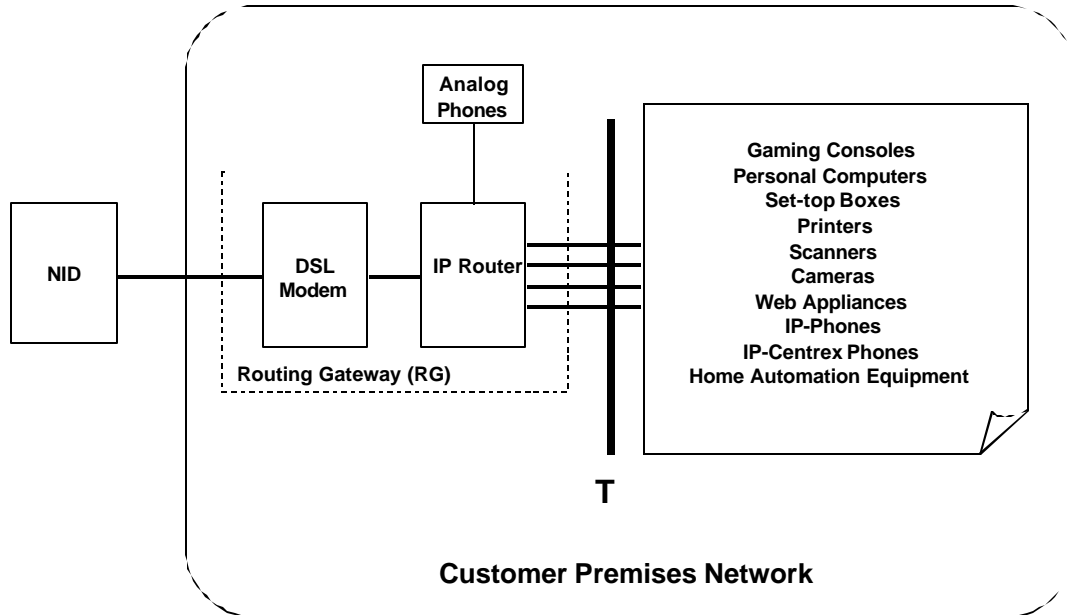 Analog
Phones
NID
DSL
Modem
IP Router
Routing Gateway (RG)
Gaming Consoles
Personal Computers
Set-top Boxes
Printers
Scanners
Cameras
Web Appliances
IP-Phones
IP-Centrex Phones
Home Automation Equipment
T
Customer Premises Network